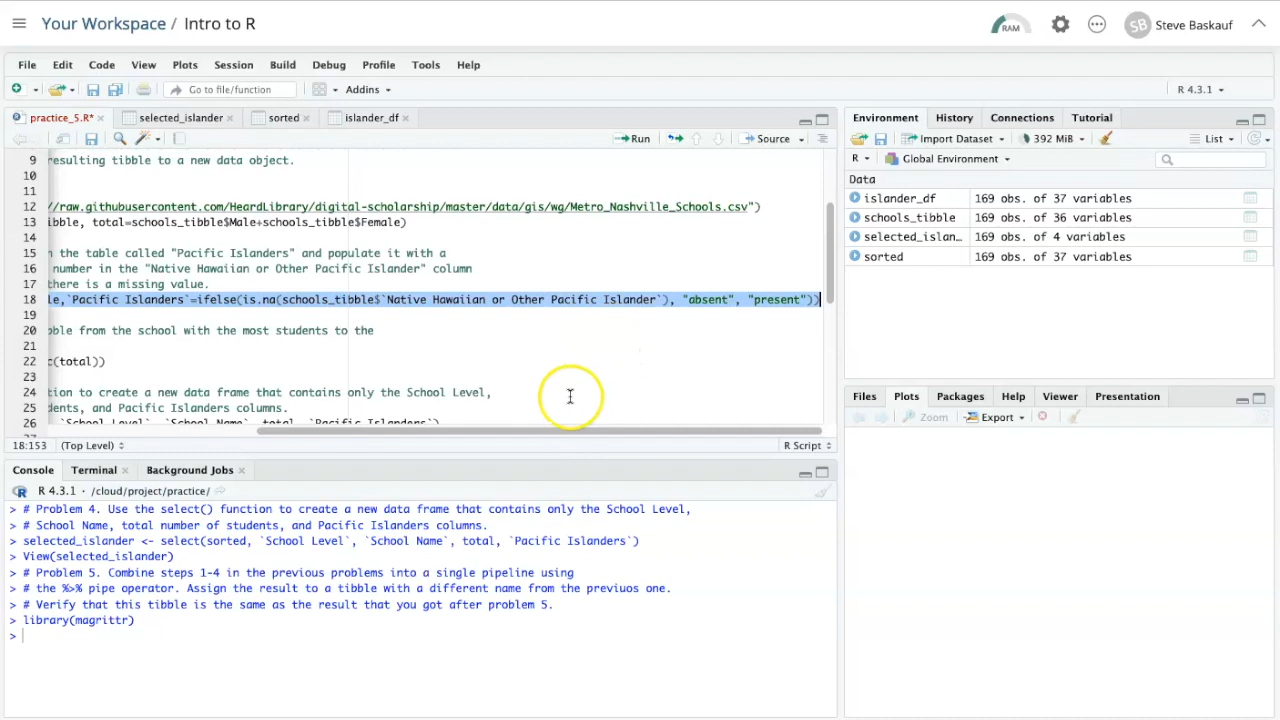 Your Workspace / Intro to R
RAM
SB
Steve Baskauf
File Edit Code View Plots Session Build Debug Profile Tools Help
Go to file/function
Addins
R 4.3.1
practice_5.R*
selected_islander
sorted
islander_df
Run
Source
9 resulting tibble to a new data object.
10
11
12 //raw.githubusercontent.com/HeardLibrary/digital-scholarship/master/data/gis/wg/Metro_Nashville_Schools.csv")
13 ibble, total=schools_tibble$Male+schools_tibble$Female)
14
15 n the table called "Pacific Islanders" and populate it with a
16 number in the "Native Hawaiian or Other Pacific Islander" column
17 there is a missing value.
18 le,`Pacific Islanders`=ifelse(is.na(schools_tibble$`Native Hawaiian or Other Pacific Islander`), "absent", "present"))
19
20 bble from the school with the most students to the
21
22 c(total))
23
24 tion to create a new data frame that contains only the School Level,
25 dents, and Pacific Islanders columns.
26 `School Level`, `School Name`, total, `Pacific Islanders`)
18:153
(Top Level)
R Script
Console Terminal Background Jobs
R 4.3.1 · /cloud/project/practice/
> # Problem 4. Use the select() function to create a new data frame that contains only the School Level,
> # School Name, total number of students, and Pacific Islanders columns.
> selected_islander <- select(sorted, `School Level`, `School Name`, total, `Pacific Islanders`)
> View(selected_islander)
> # Problem 5. Combine steps 1-4 in the previous problems into a single pipeline using
> # the %>% pipe operator. Assign the result to a tibble with a different name from the previuos one.
> # Verify that this tibble is the same as the result that you got after problem 5.
> library(magrittr)
>
Environment History Connections Tutorial
Import Dataset
392 MiB
List
R
Global Environment
Data
islander_df 169 obs. of 37 variables
schools_tibble 169 obs. of 36 variables
selected_islan… 169 obs. of 4 variables
sorted 169 obs. of 37 variables
Files Plots Packages Help Viewer Presentation
Zoom
Export